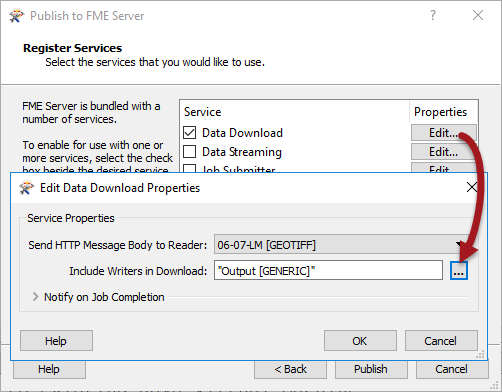 Publish to FME Server
?
Register Services
Select the services that you would like to use.
FME Server is bundled with a
number of services.
To enable for use with one or
more services, select the check
box beside the desired service
Service Properties
Data Download Edit...
Data Streaming Edit...
Job Submitter Edit...
Edit Data Download Properties
Service Properties
Send HTTP Message Body to Reader: 06-07-LM [GEOTIFF]
Include Writers in Download: "Output [GENERIC]" ...
Notify on Job Completion
Help OK Cancel
Help < Back Publish Cancel